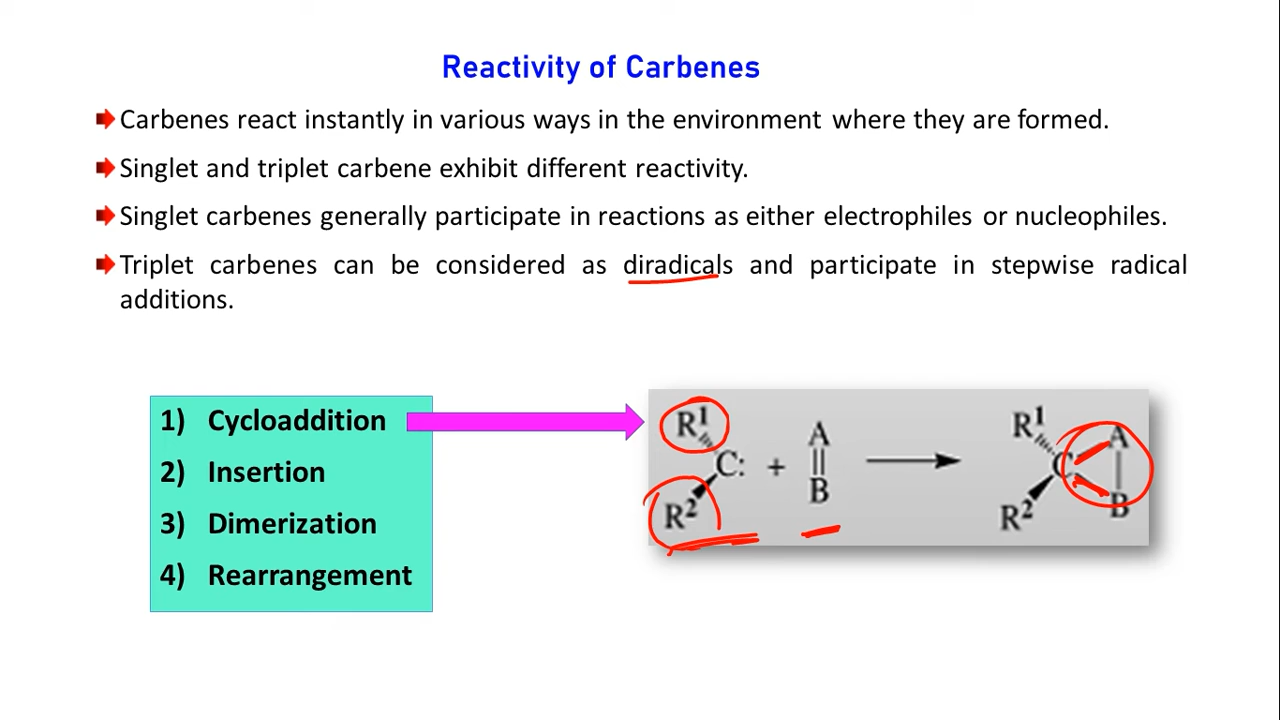 Reactivity of Carbenes
Carbenes react instantly in various ways in the environment where they are formed.
Singlet and triplet carbene exhibit different reactivity.
Singlet carbenes generally participate in reactions as either electrophiles or nucleophiles.
Triplet carbenes can be considered as diradicals and participate in stepwise radical
additions.
1) Cycloaddition
2) Insertion
3) Dimerization
4) Rearrangement
R¹ A R¹ A
C: + C
R² B R² B